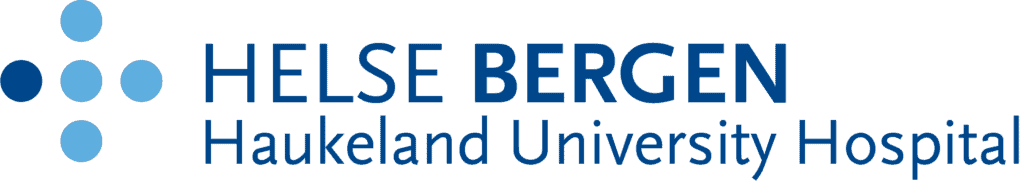 HELSE BERGEN
Haukeland University Hospital